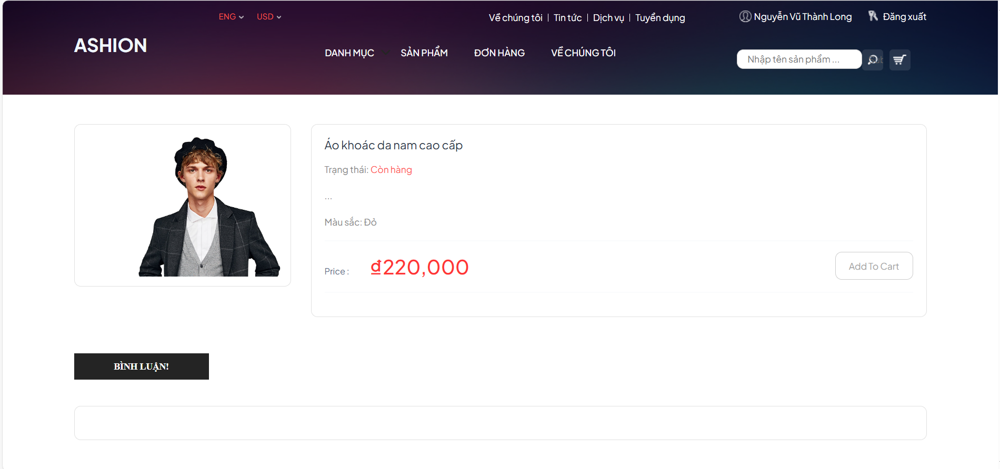 ENG USD
Về chúng tôi | Tin tức | Dịch vụ | Tuyển dụng
Nguyễn Vũ Thành Long Đăng xuất
ASHION
DANH MỤC SẢN PHẨM ĐƠN HÀNG VỀ CHÚNG TÔI
Nhập tên sản phẩm ...
Sub
Áo khoác da nam cao cấp
Trạng thái: Còn hàng
...
Màu sắc: Đỏ
Price : ₫220,000
Add To Cart
BÌNH LUẬN!